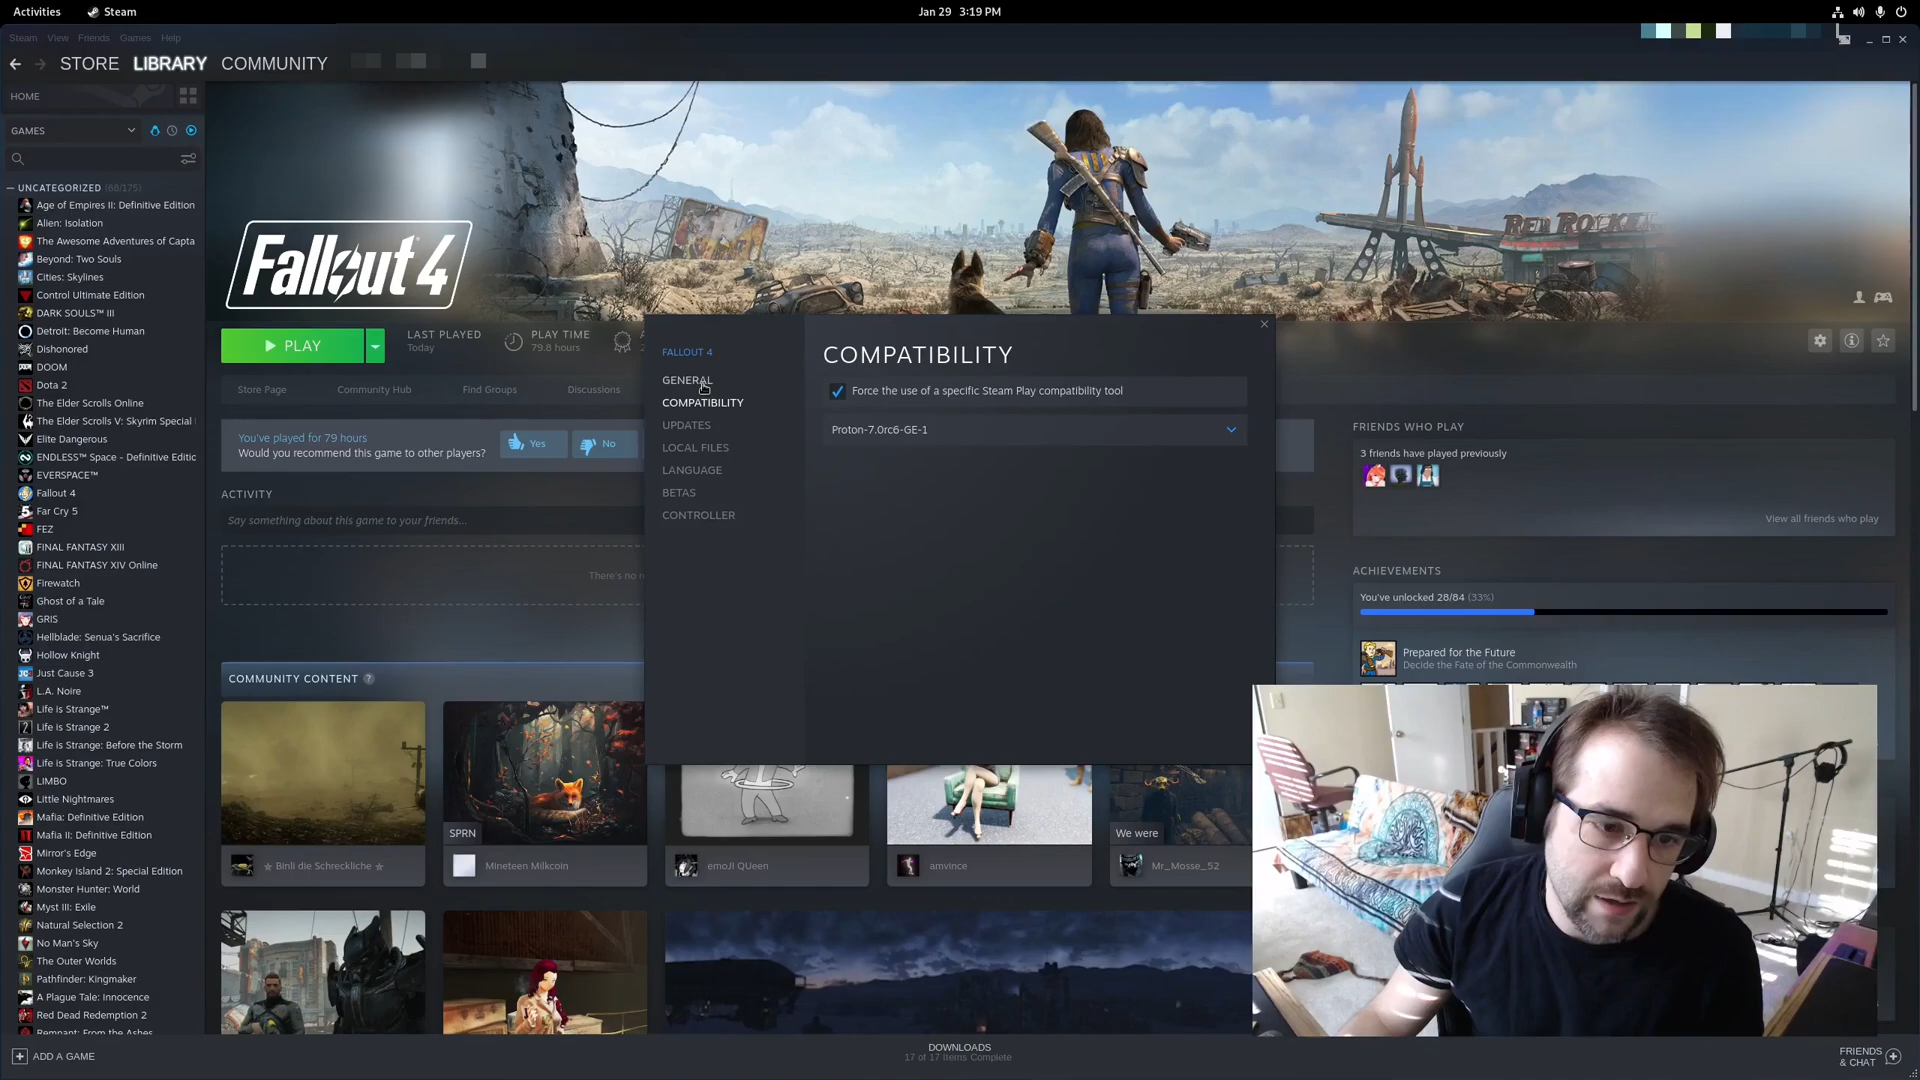 Activities
Steam
Jan 29 3:19 PM
Steam View Friends Games Help
STORE LIBRARY COMMUNITY
HOME
GAMES
UNCATEGORIZED (68/175)
Age of Empires II: Definitive Edition
Alien: Isolation
The Awesome Adventures of Capta
Beyond: Two Souls
Cities: Skylines
Control Ultimate Edition
DARK SOULS™ III
Detroit: Become Human
Dishonored
DOOM
Dota 2
The Elder Scrolls Online
The Elder Scrolls V: Skyrim Special
Elite Dangerous
ENDLESS™ Space - Definitive Editic
EVERSPACE™
Fallout 4
Far Cry 5
FEZ
FINAL FANTASY XIII
FINAL FANTASY XIV Online
Firewatch
Ghost of a Tale
GRIS
Hellblade: Senua's Sacrifice
Hollow Knight
Just Cause 3
L.A. Noire
Life is Strange™
Life is Strange 2
Life is Strange: Before the Storm
Life is Strange: True Colors
LIMBO
Little Nightmares
Mafia: Definitive Edition
Mafia II: Definitive Edition
Mirror's Edge
Monkey Island 2: Special Edition
Monster Hunter: World
Myst III: Exile
Natural Selection 2
No Man's Sky
The Outer Worlds
Pathfinder: Kingmaker
A Plague Tale: Innocence
Red Dead Redemption 2
Remnant: From the Ashes
ADD A GAME
Fallout 4
RED ROCKET
PLAY
LAST PLAYED
Today
PLAY TIME
79.8 hours
Store Page
Community Hub
Find Groups
Discussions
You've played for 79 hours
Would you recommend this game to other players?
Yes
No
ACTIVITY
Say something about this game to your friends...
There's no r
COMMUNITY CONTENT ?
SPRN
We were
★ Binli die Schreckliche ★
Mineteen Milkcoin
emoJI QUeen
amvince
Mr_Mosse_52
FALLOUT 4
GENERAL
COMPATIBILITY
UPDATES
LOCAL FILES
LANGUAGE
BETAS
CONTROLLER
COMPATIBILITY
Force the use of a specific Steam Play compatibility tool
Proton-7.0rc6-GE-1
FRIENDS WHO PLAY
3 friends have played previously
View all friends who play
ACHIEVEMENTS
You've unlocked 28/84 (33%)
Prepared for the Future
Decide the Fate of the Commonwealth
DOWNLOADS
17 of 17 Items Complete
FRIENDS
& CHAT